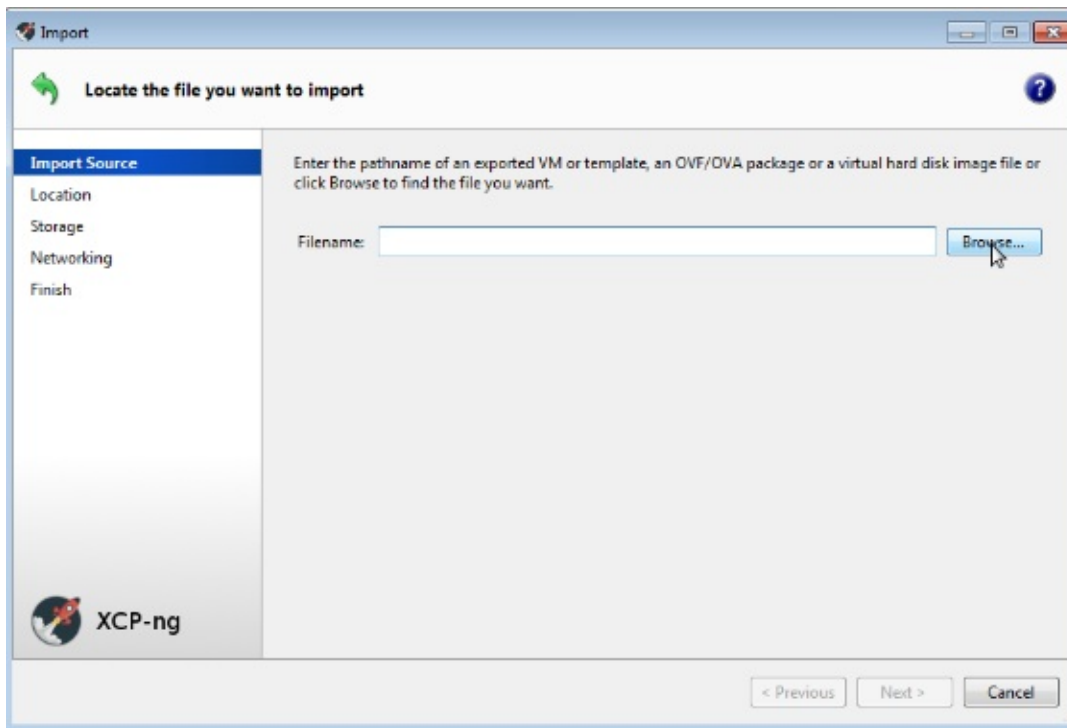 Import
Locate the file you want to import
?
Import Source
Location
Storage
Networking
Finish
Enter the pathname of an exported VM or template, an OVF/OVA package or a virtual hard disk image file or
click Browse to find the file you want.
Filename:
Browse...
XCP-ng
< Previous
Next >
Cancel